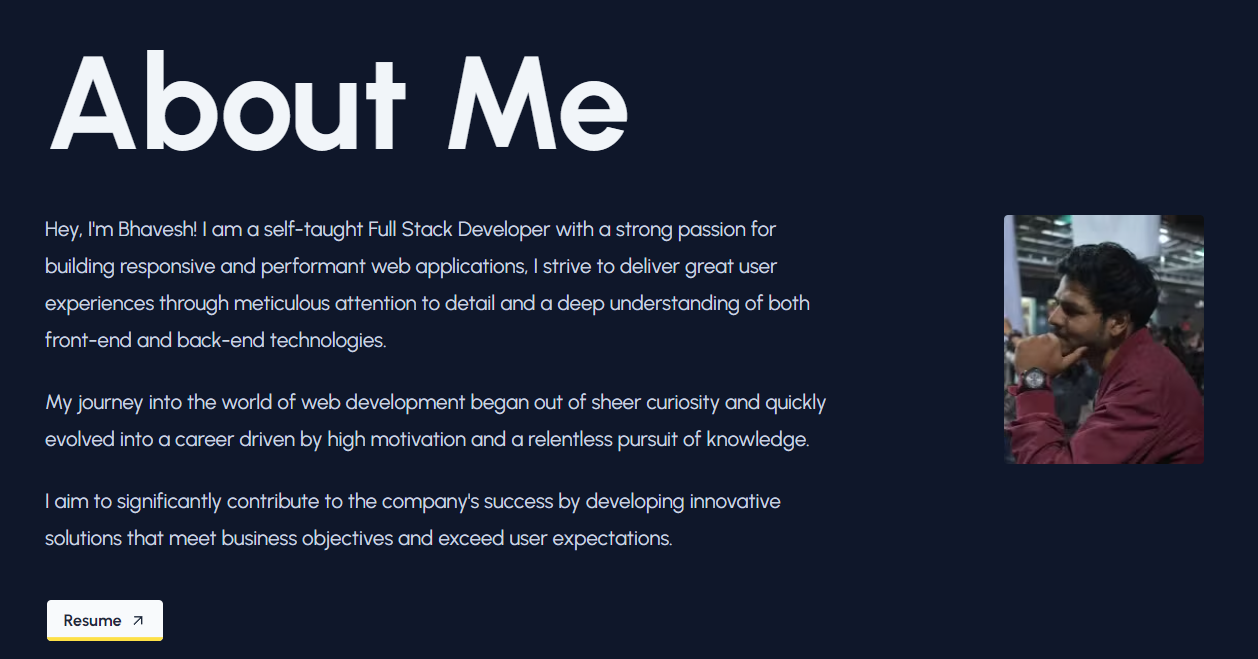 About Me
Hey, I'm Bhavesh! I am a self-taught Full Stack Developer with a strong passion for
building responsive and performant web applications, I strive to deliver great user
experiences through meticulous attention to detail and a deep understanding of both
front-end and back-end technologies.
My journey into the world of web development began out of sheer curiosity and quickly
evolved into a career driven by high motivation and a relentless pursuit of knowledge.
I aim to significantly contribute to the company's success by developing innovative
solutions that meet business objectives and exceed user expectations.
Resume